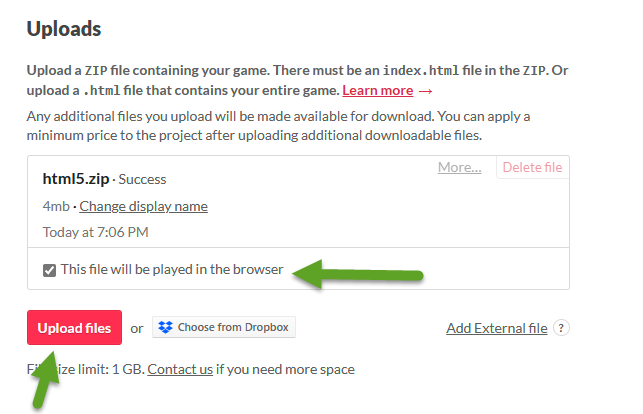 Uploads
Upload a ZIP file containing your game. There must be an index.html file in the ZIP. Or
upload a .html file that contains your entire game. Learn more →
Any additional files you upload will be made available for download. You can apply a
minimum price to the project after uploading additional downloadable files.
More... Delete file
html5.zip · Success
4mb · Change display name
Today at 7:06 PM
This file will be played in the browser
Upload files or Choose from Dropbox Add External file ?
size limit: 1 GB. Contact us if you need more space